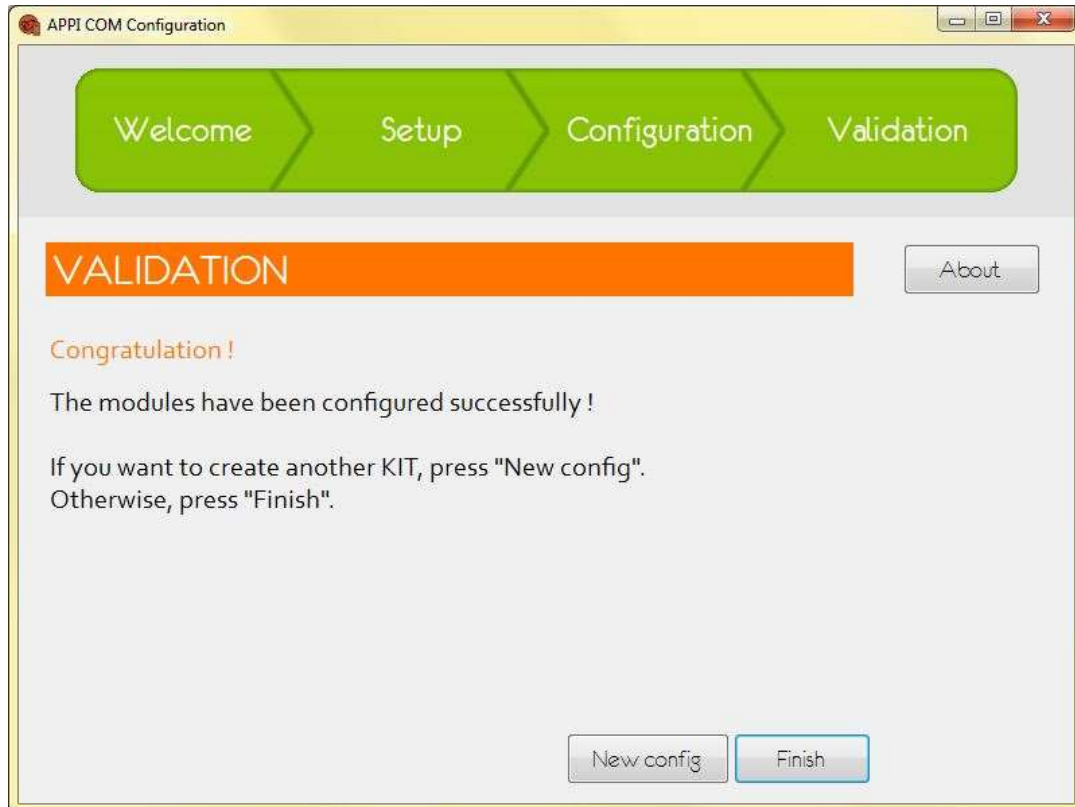 APPI COM Configuration
Welcome Setup Configuration Validation
VALIDATION
About
Congratulation !
The modules have been configured successfully !
If you want to create another KIT, press "New config".
Otherwise, press "Finish".
New config Finish